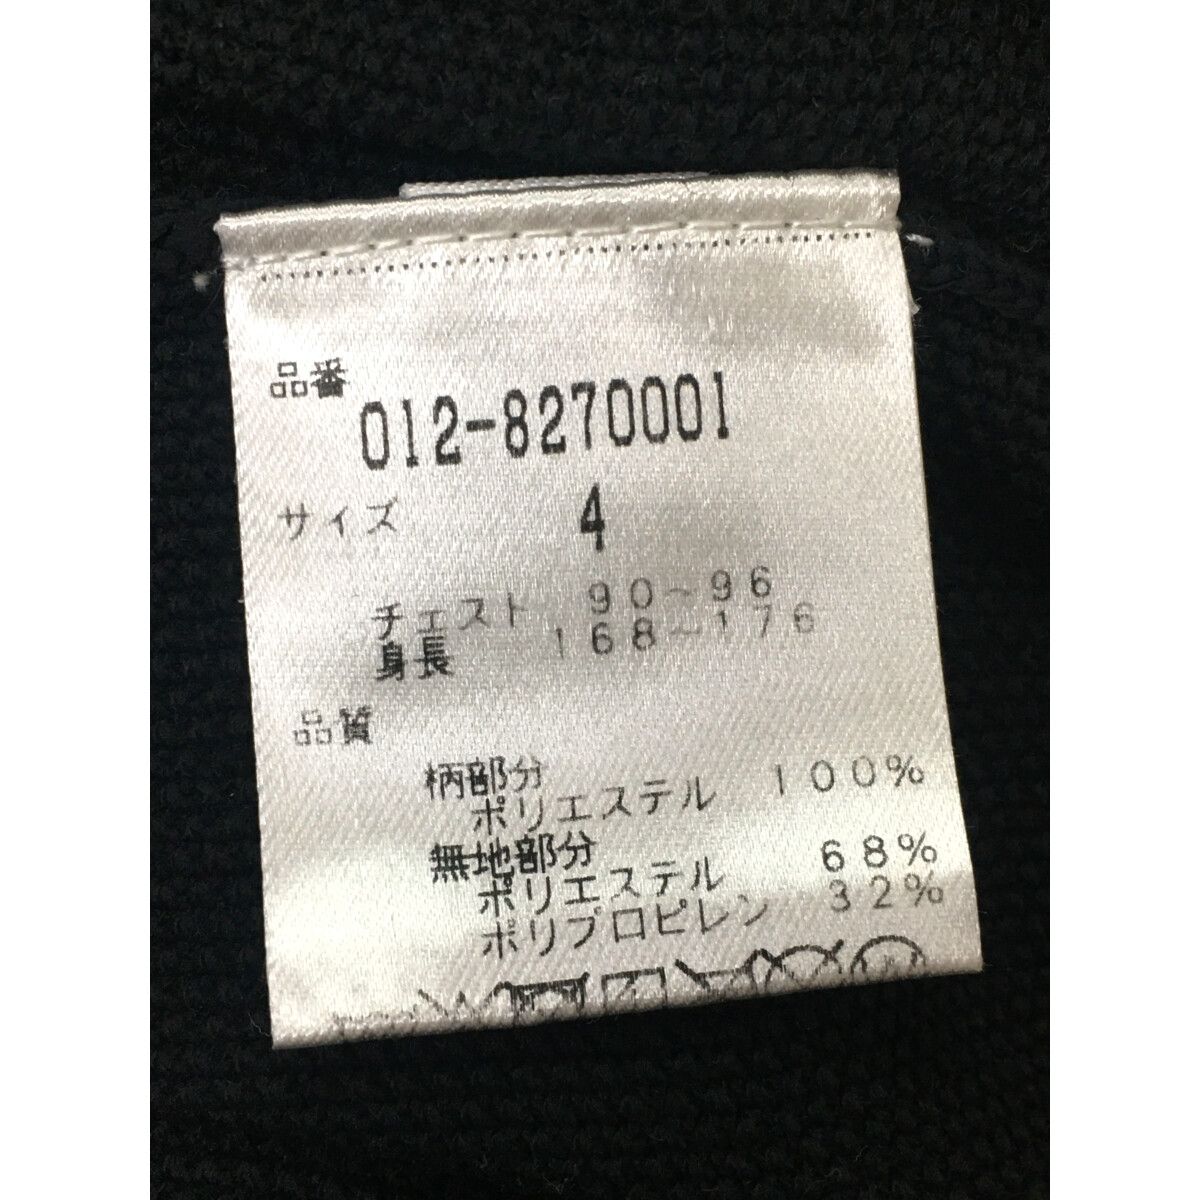 品番
012-8270001
サイズ 4
チェスト 90~96
身長 168~176
品質
柄部分
ポリエステル 100%
無地部分
ポリエステル 68%
ポリプロピレン 32%